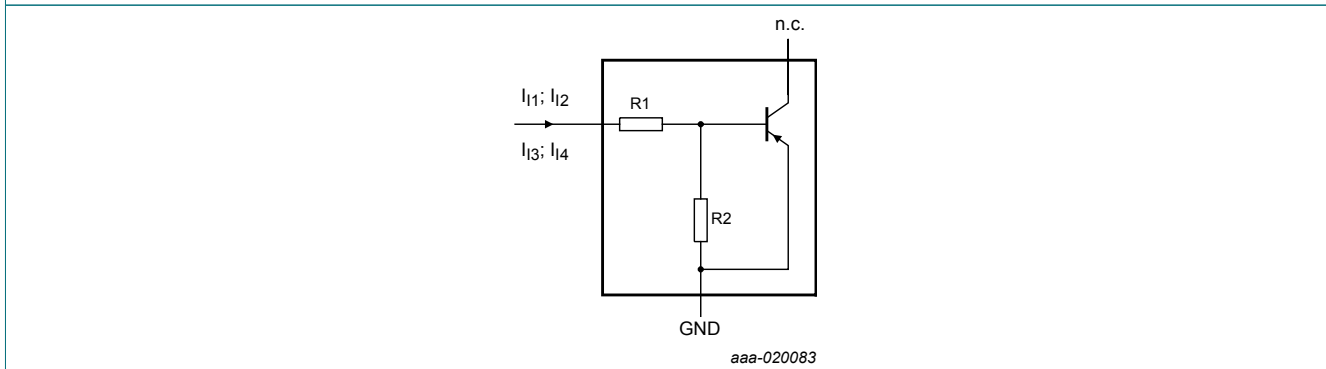 n.c.
I_I1; I_I2
R1
I_I3; I_I4
R2
GND
aaa-020083